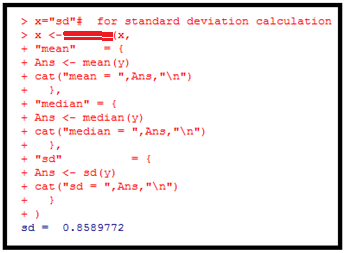 > x="sd"#  for standard deviation calculation
> x <-(x,
+ "mean"    = {
+ Ans <- mean(y)
+ cat("mean = ",Ans,"\n")
+   },
+ "median" = {
+ Ans <- median(y)
+ cat("median = ",Ans,"\n")
+   },
+ "sd"          = {
+ Ans <- sd(y)
+ cat("sd = ",Ans,"\n")
+   }
+ )
sd =  0.8589772